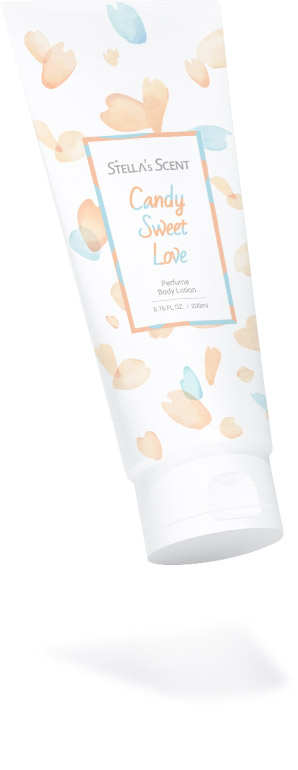 STELLA's SCENT
Candy
Sweet
Love
Perfume
Body Lotion
6.76 FL OZ. | 200ml